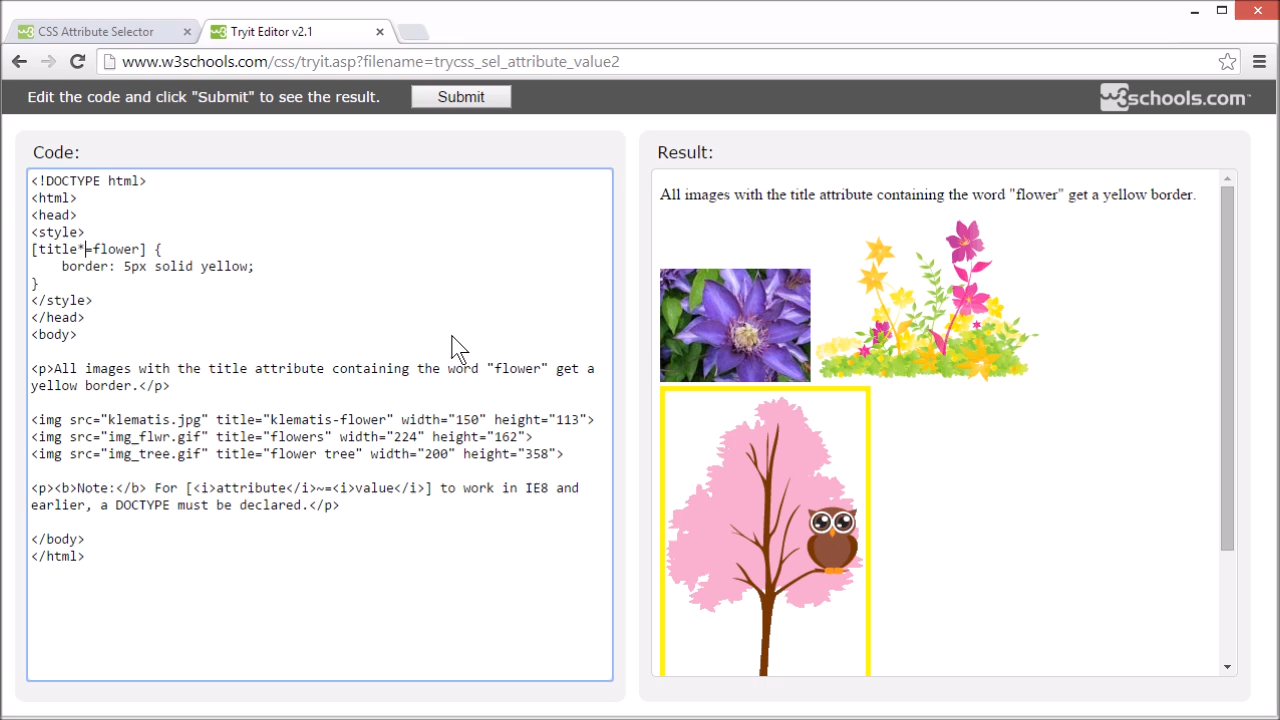 CSS Attribute Selector
Tryit Editor v2.1
www.w3schools.com/css/tryit.asp?filename=trycss_sel_attribute_value2
Edit the code and click "Submit" to see the result.
Submit
w3schools.com™
Code:
<!DOCTYPE html>
<html>
<head>
<style>
[title*=flower] {
    border: 5px solid yellow;
}
</style>
</head>
<body>
<p>All images with the title attribute containing the word "flower" get a
yellow border.</p>
<img src="klematis.jpg" title="klematis-flower" width="150" height="113">
<img src="img_flwr.gif" title="flowers" width="224" height="162">
<img src="img_tree.gif" title="flower tree" width="200" height="358">
<p><b>Note:</b> For [<i>attribute</i>~=<i>value</i>] to work in IE8 and
earlier, a DOCTYPE must be declared.</p>
</body>
</html>
Result:
All images with the title attribute containing the word "flower" get a yellow border.